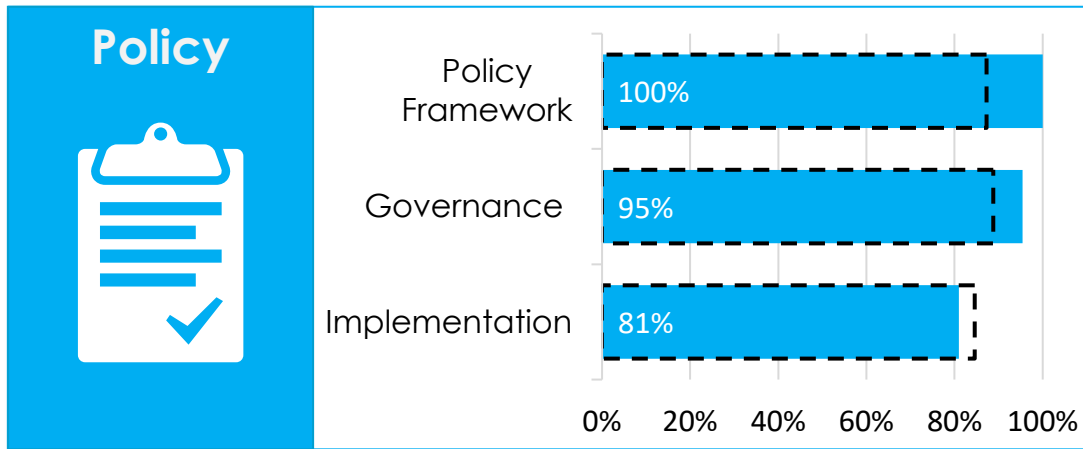 Policy
Policy
Framework
100%
Governance
95%
Implementation
81%
0% 20% 40% 60% 80% 100%